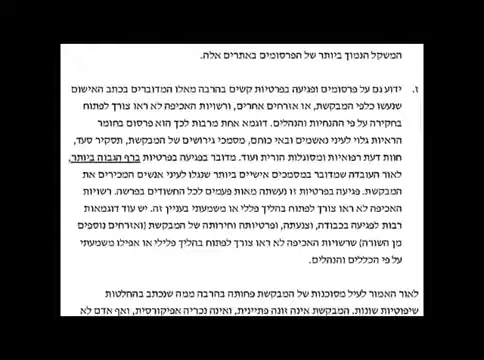 המשקל הנמוך ביותר של הפרסומים באתרים אלה.
ז. ידוע גם על פרסומים ופגיעה בפרטיות קשים בהרבה מאלו המדוברים בכתב האישום
שנעשו כלפי המבקשת, או אזרחים אחרים, ורשויות האכיפה לא ראו צורך לפתוח
בחקירה על פי ההנחיות והנהלים. דוגמא אחת מרבות לכך הוא פרסום בחומר
הראיות גלוי לעיני נאשמים ובאי כוחם, מסמכי גירושים של המבקשת, תסקיר סעד,
חוות דעת רפואיות ומסוגלות הורית ועוד. מדובר בפגיעה בפרטיות ברף הגבוה ביותר,
לאור העובדה שמדובר במסמכים אישיים ביותר שנגלו לעיני אנשים המכירים את
המבקשת. פגיעה בפרטיות זו נעשתה מאות פעמים לכל החשודים בפרשה. רשויות
האכיפה לא ראו צורך לפתוח בהליך פללי או משמעתי בעניין זה. יש עוד דוגמאות
רבות לפגיעה בכבודה, וצנעתה, ופרטיותה וחירותה של המבקשת (ואזרחים נוספים
מן השורה) שרשויות האכיפה לא ראו צורך לפתוח בהליך פלילי או אפילו משמעתי
על פי הכללים והנהלים.
לאור האמור לעיל מסוכנות של המבקשת פחותה בהרבה ממה שנכתב בהחלטות
שיפוטיות שונות. המבקשת אינה זונה פתיינית, ואינה נכריה אפיקורסית, ואף אדם לא